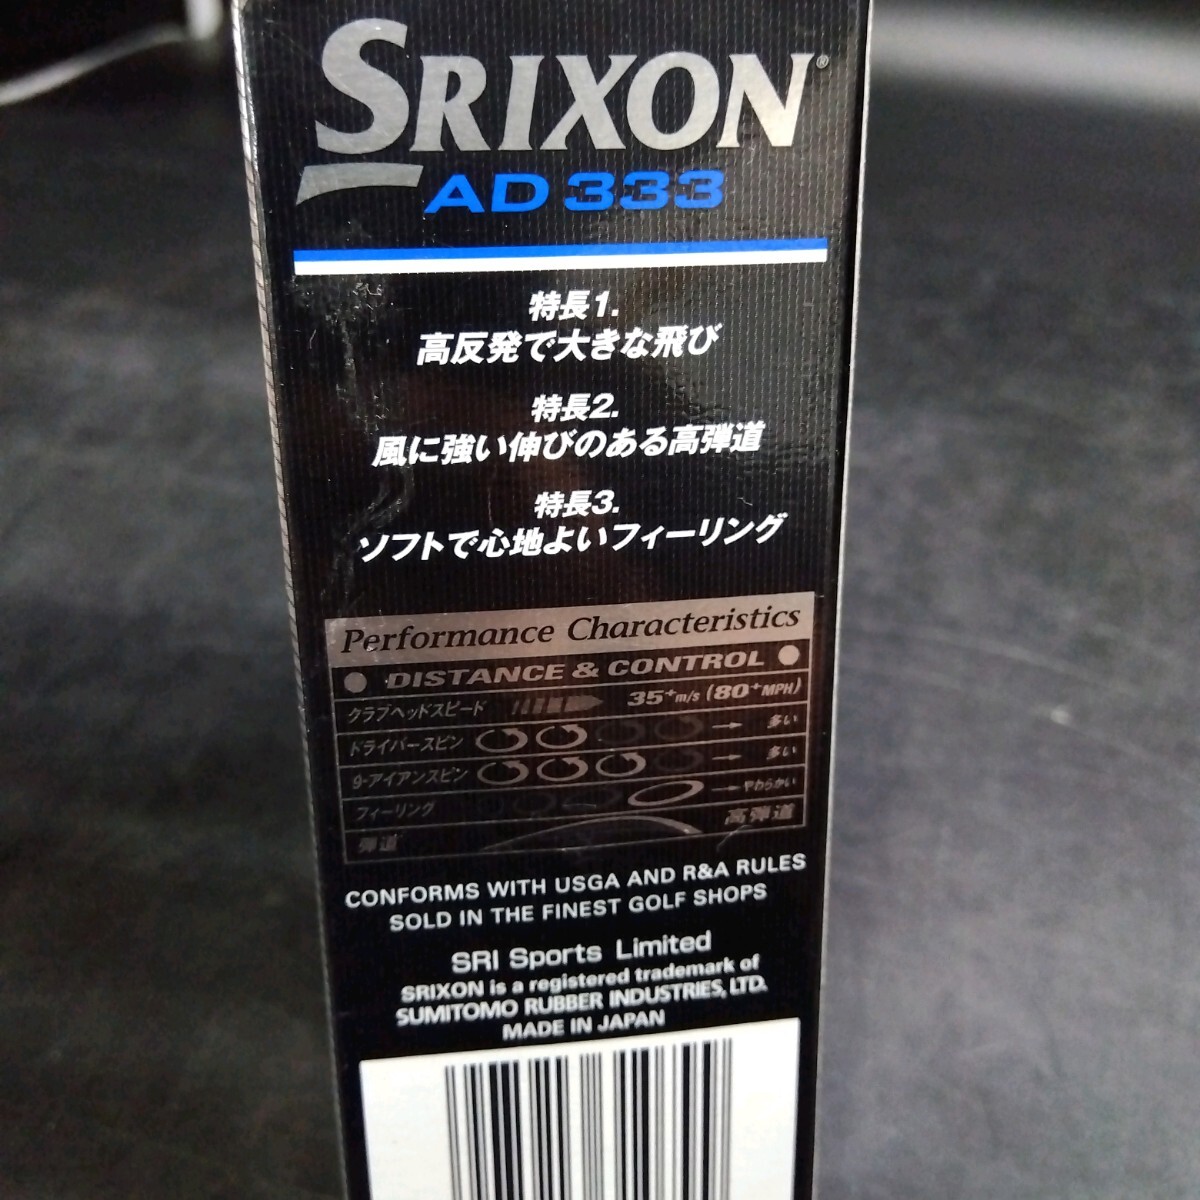 SRIXON®
AD 333
特長1.
高反発で大きな飛び
特長2.
風に強い伸びのある高弾道
特長3.
ソフトで心地よいフィーリング
Performance Characteristics
● DISTANCE & CONTROL ●
クラブヘッドスピード 35+m/s (80+MPH)
ドライバースピン → 多い
9-アイアンスピン → 多い
フィーリング → やわらかい
弾道 高弾道
CONFORMS WITH USGA AND R&A RULES
SOLD IN THE FINEST GOLF SHOPS
SRI Sports Limited
SRIXON is a registered trademark of
SUMITOMO RUBBER INDUSTRIES, LTD.
MADE IN JAPAN